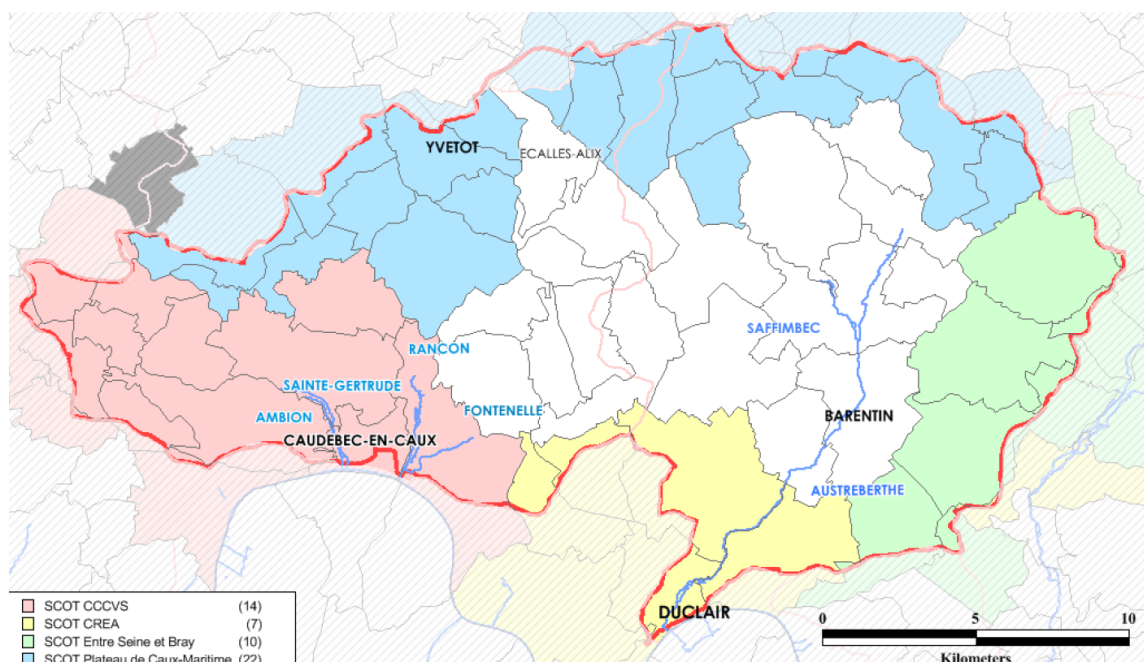 YVETOT
ECALLES-ALIX
SAFFIMBEC
RANCON
SAINTE-GERTRUDE
FONTENELLE
AMBION
BARENTIN
CAUDEBEC-EN-CAUX
AUSTREBERTHE
DUCLAIR
SCOT CCCVS (14)
SCOT CREA (7)
SCOT Entre Seine et Bray (10)
SCOT Plateau de Caux-Maritime (22)
0 5 10
Kilometers